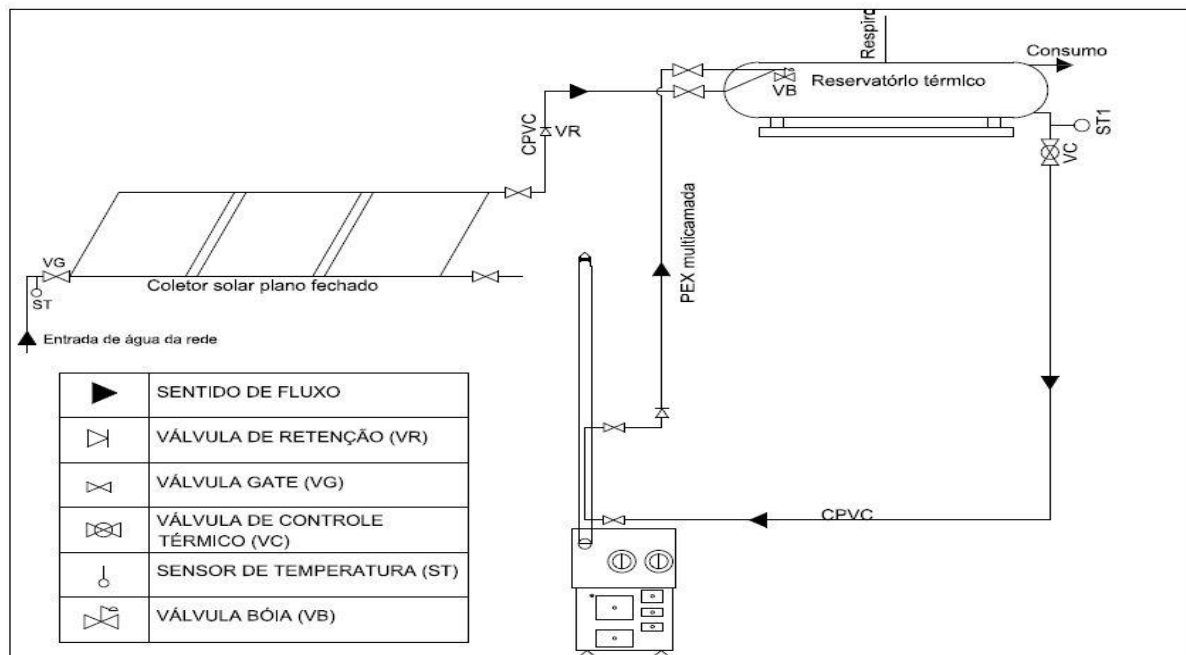 Respiro
Consumo
Reservatório térmico
VB
ST1
VC
CPVC
VR
PEX multicamada
VG
Coletor solar plano fechado
ST
Entrada de água da rede
CPVC
SENTIDO DE FLUXO
VÁLVULA DE RETENÇÃO (VR)
VÁLVULA GATE (VG)
VÁLVULA DE CONTROLE
TÉRMICO (VC)
SENSOR DE TEMPERATURA (ST)
VÁLVULA BÓIA (VB)